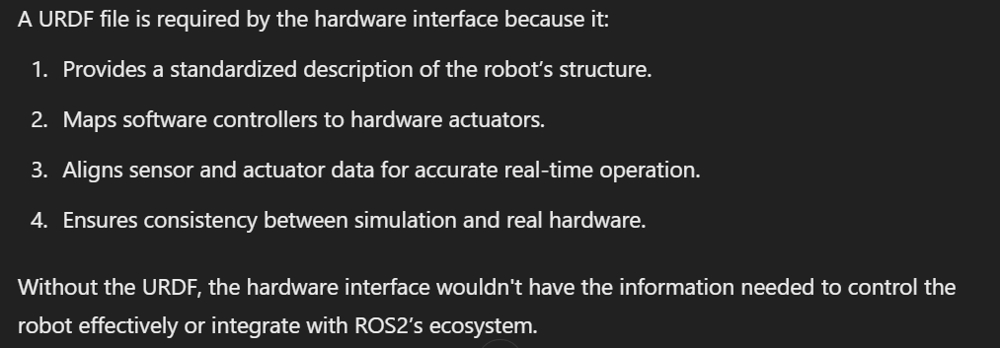 A URDF file is required by the hardware interface because it:
1. Provides a standardized description of the robot’s structure.
2. Maps software controllers to hardware actuators.
3. Aligns sensor and actuator data for accurate real-time operation.
4. Ensures consistency between simulation and real hardware.
Without the URDF, the hardware interface wouldn't have the information needed to control the
robot effectively or integrate with ROS2’s ecosystem.